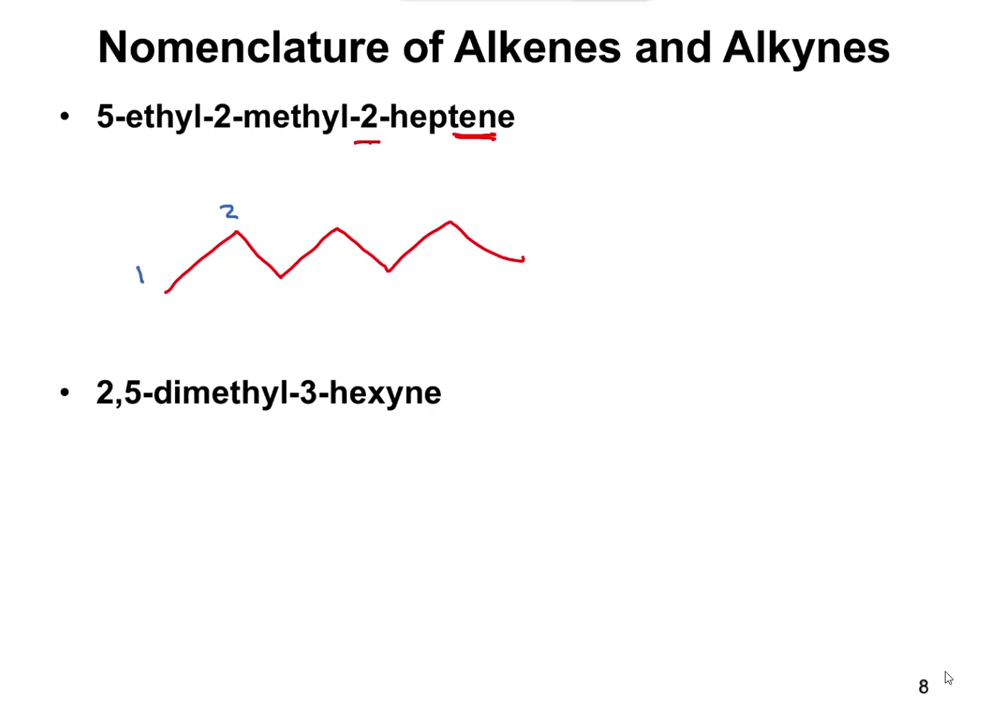 Nomenclature of Alkenes and Alkynes
• 5-ethyl-2-methyl-2-heptene
2
1
• 2,5-dimethyl-3-hexyne
8